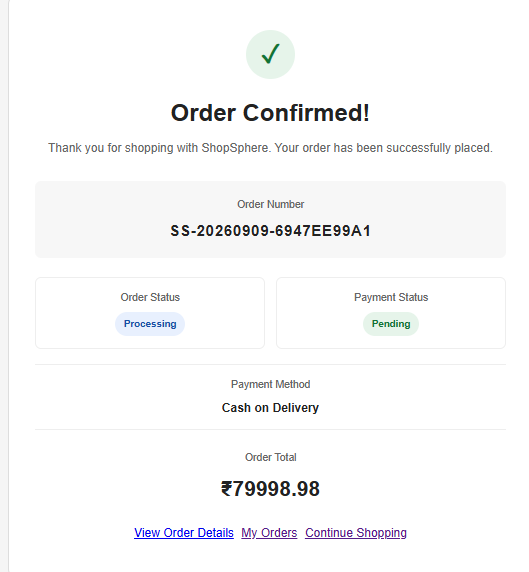 Order Confirmed!
Thank you for shopping with ShopSphere. Your order has been successfully placed.
Order Number
SS-20260909-6947EE99A1
Order Status
Processing
Payment Status
Pending
Payment Method
Cash on Delivery
Order Total
₹79998.98
View Order Details My Orders Continue Shopping